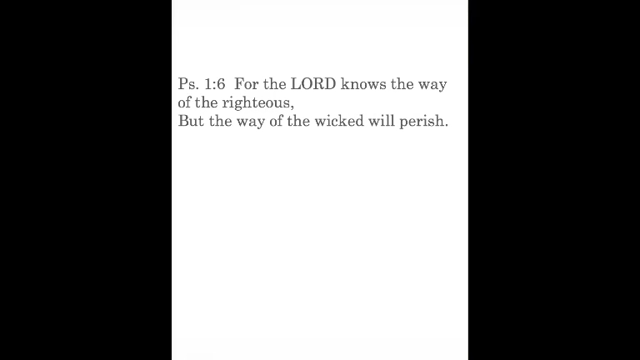 Ps. 1:6  For the LORD knows the way
of the righteous,
But the way of the wicked will perish.